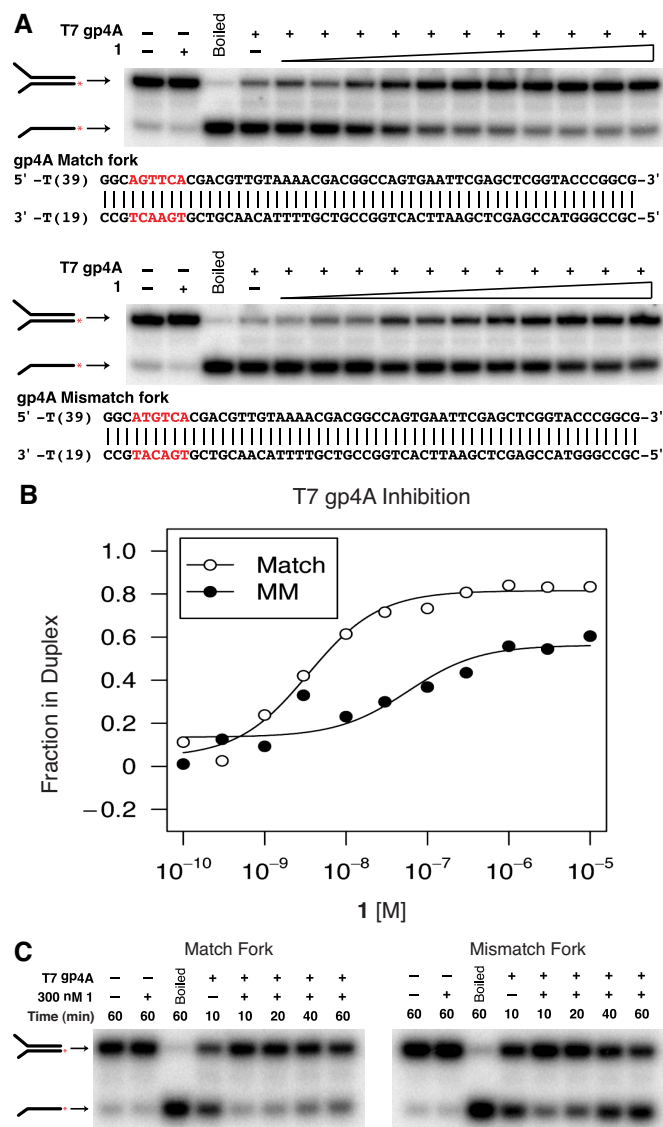 A
T7 gp4A – – Boiled + + + + + + + + + +
1 – + –
* →
* →
gp4A Match fork
5' -T(39) GGCAGTTCACGACGTTGTAAAACGACGGCCAGTGAATTCGAGCTCGGTACCCGGCG-3'
3' -T(19) CCGTCAAGTGCTGCAACATTTTGCTGCCGGTCACTTAAGCTCGAGCCATGGGCCGC-5'
T7 gp4A – – Boiled + + + + + + + + + +
1 – + –
* →
* →
gp4A Mismatch fork
5' -T(39) GGCATGTCACGACGTTGTAAAACGACGGCCAGTGAATTCGAGCTCGGTACCCGGCG-3'
3' -T(19) CCGTACAGTGCTGCAACATTTTGCTGCCGGTCACTTAAGCTCGAGCCATGGGCCGC-5'
B
T7 gp4A Inhibition
Match
MM
Fraction in Duplex
1.0
0.8
0.6
0.4
0.2
0
−0.2
10⁻¹⁰ 10⁻⁹ 10⁻⁸ 10⁻⁷ 10⁻⁶ 10⁻⁵
1 [M]
C
Match Fork Mismatch Fork
T7 gp4A – – Boiled + + + + + – – Boiled + + + + +
300 nM 1 – + – + + + + – + – + + + +
Time (min) 60 60 60 10 10 20 40 60 60 60 60 10 10 20 40 60
* →
* →